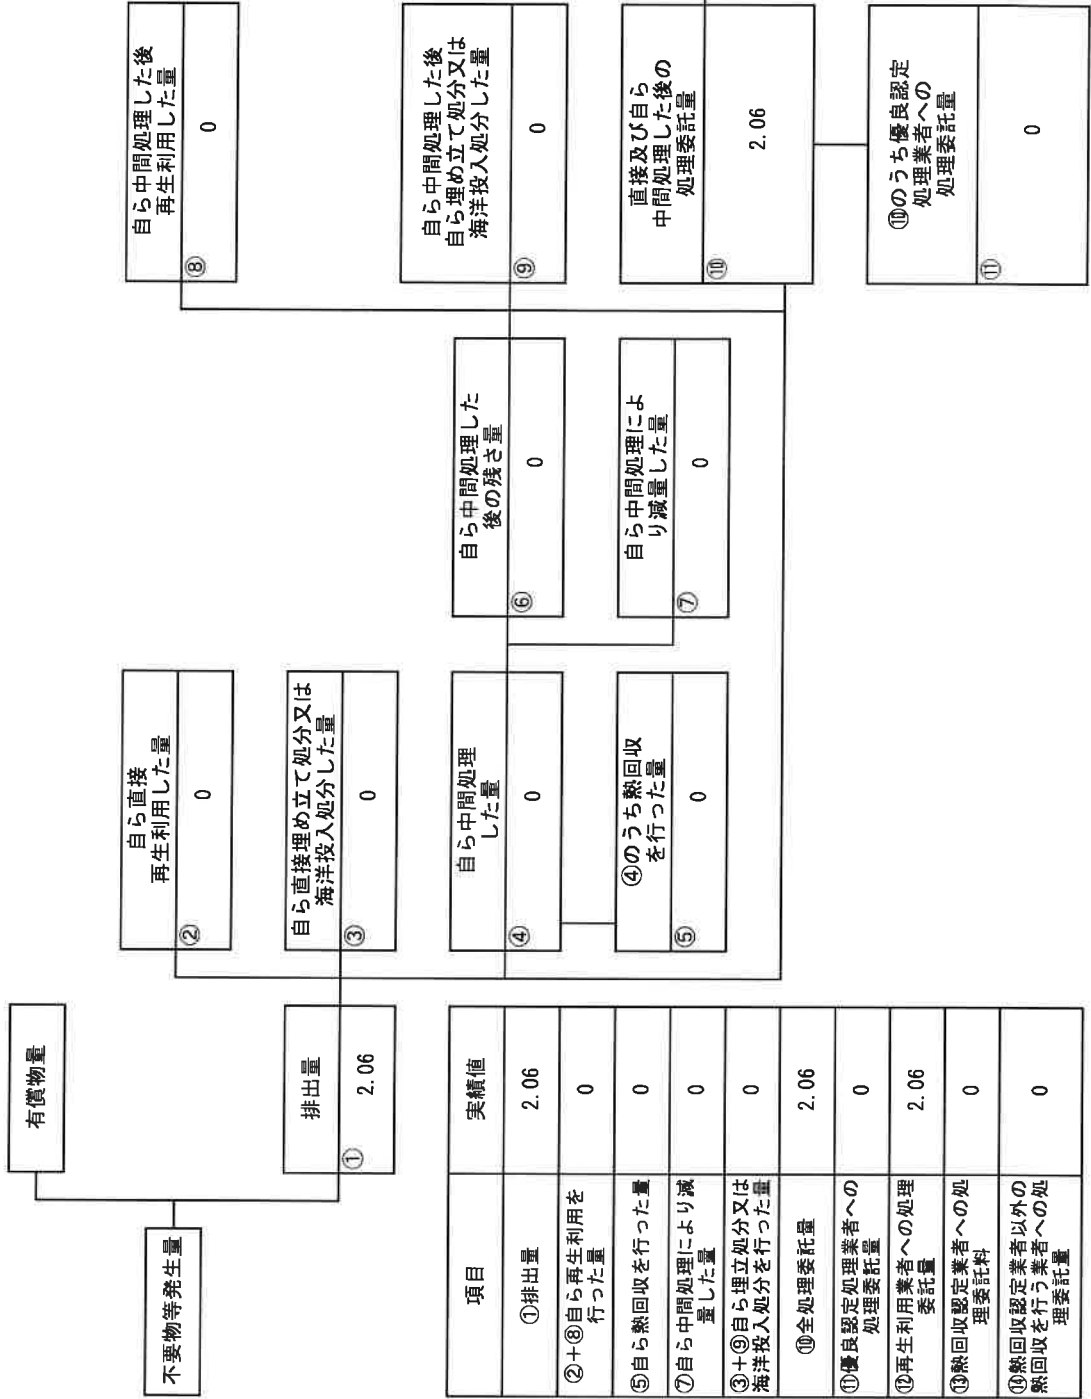 不要物等発生量
有償物量
排出量
①
2.06
自ら直接
再生利用した量
②
0
自ら直接埋め立て処分又は
海洋投入処分した量
③
0
自ら中間処理
した量
④
0
④のうち熱回収
を行った量
⑤
0
自ら中間処理した
後の残さ量
⑥
0
自ら中間処理によ
り減量した量
⑦
0
自ら中間処理した後
再生利用した量
⑧
0
自ら中間処理した後
自ら埋め立て処分又は
海洋投入処分した量
⑨
0
直接及び自ら
中間処理した後の
処理委託量
⑩
2.06
⑩のうち優良認定
処理業者への
処理委託量
⑪
0
項目 実績値
①排出量 2.06
②+⑧自ら再生利用を
行った量
0
⑤自ら熱回収を行った量 0
⑦自ら中間処理により減
量した量
0
③+⑨自ら埋立処分又は
海洋投入処分を行った量
0
⑩全処理委託量 2.06
⑪優良認定処理業者への
処理委託量
0
⑫再生利用業者への処理
委託量
2.06
⑬熱回収認定業者への処
理委託料
0
⑭熱回収認定業者以外の
熱回収を行う業者への処
理委託量
0